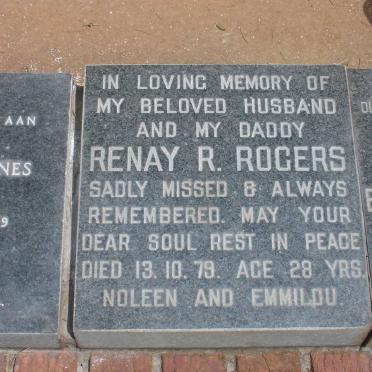 AAN
NES
9
IN LOVING MEMORY OF
MY BELOVED HUSBAND
AND MY DADDY
RENAY R. ROGERS
SADLY MISSED & ALWAYS
REMEMBERED. MAY YOUR
DEAR SOUL REST IN PEACE
DIED 13.10.79. AGE 28 YRS.
NOLEEN AND EMMILDU.